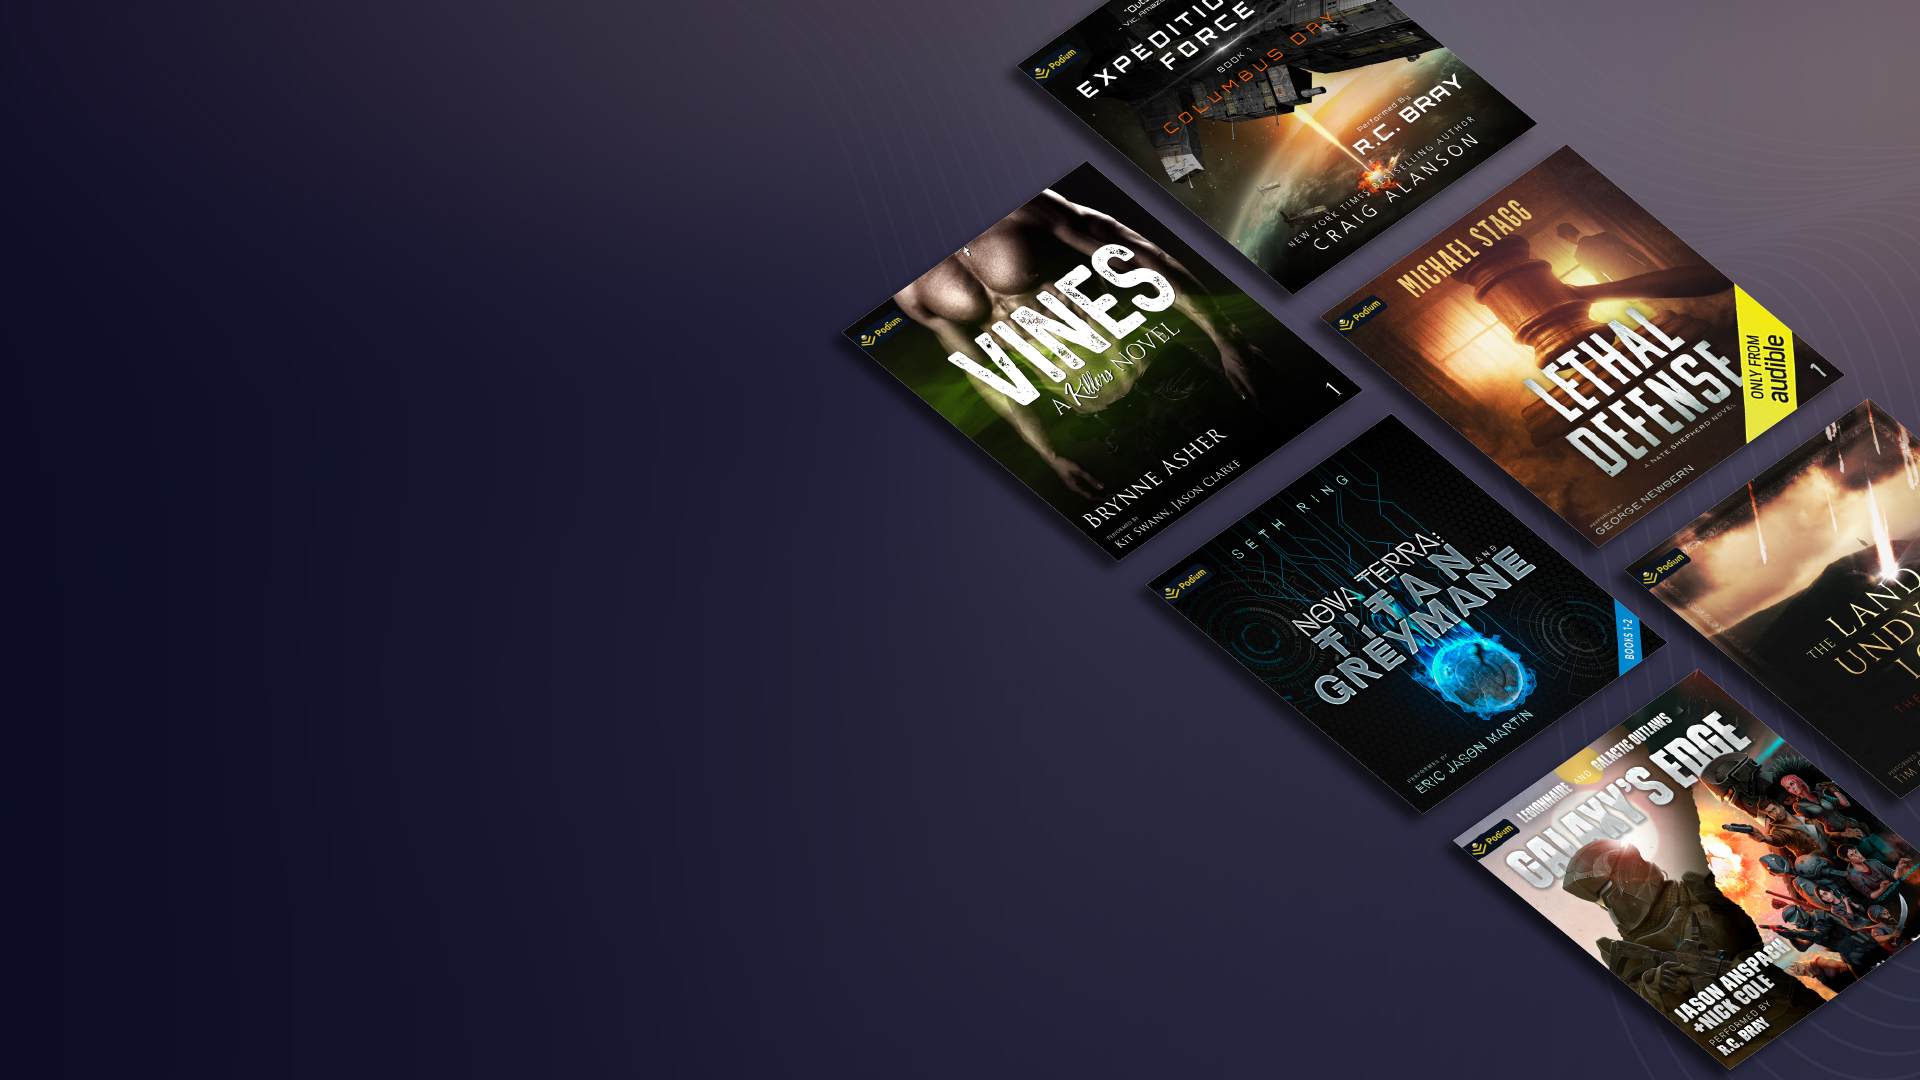 Podium
EXPEDITIO
FORCE
BOOK 1
COLUMBUS DAY
Performed By
R.C. BRAY
NEW YORK TIMES BESTSELLING AUTHOR
CRAIG ALANSON
Podium
VINES
A Killers NOVEL
1
BRYNNE ASHER
PERFORMED BY
KIT SWANN, JASON CLARKE
Podium
MICHAEL STAGG
LETHAL
DEFENSE
A NATE SHEPHERD NOVEL
PERFORMED BY
GEORGE NEWBERN
ONLY FROM
audible
1
Podium
SETH RING
NOVA TERRA:
TITAN AND
GREYMANE
BOOKS 1-2
PERFORMED BY
ERIC JASON MARTIN
Podium
THE LAND
UNDY
THE
PERFORMED
TIM
Podium
LEGIONNAIRE AND GALACTIC OUTLAWS
GALAXY'S EDGE
JASON ANSPACH
+NICK COLE
PERFORMED BY
R.C. BRAY